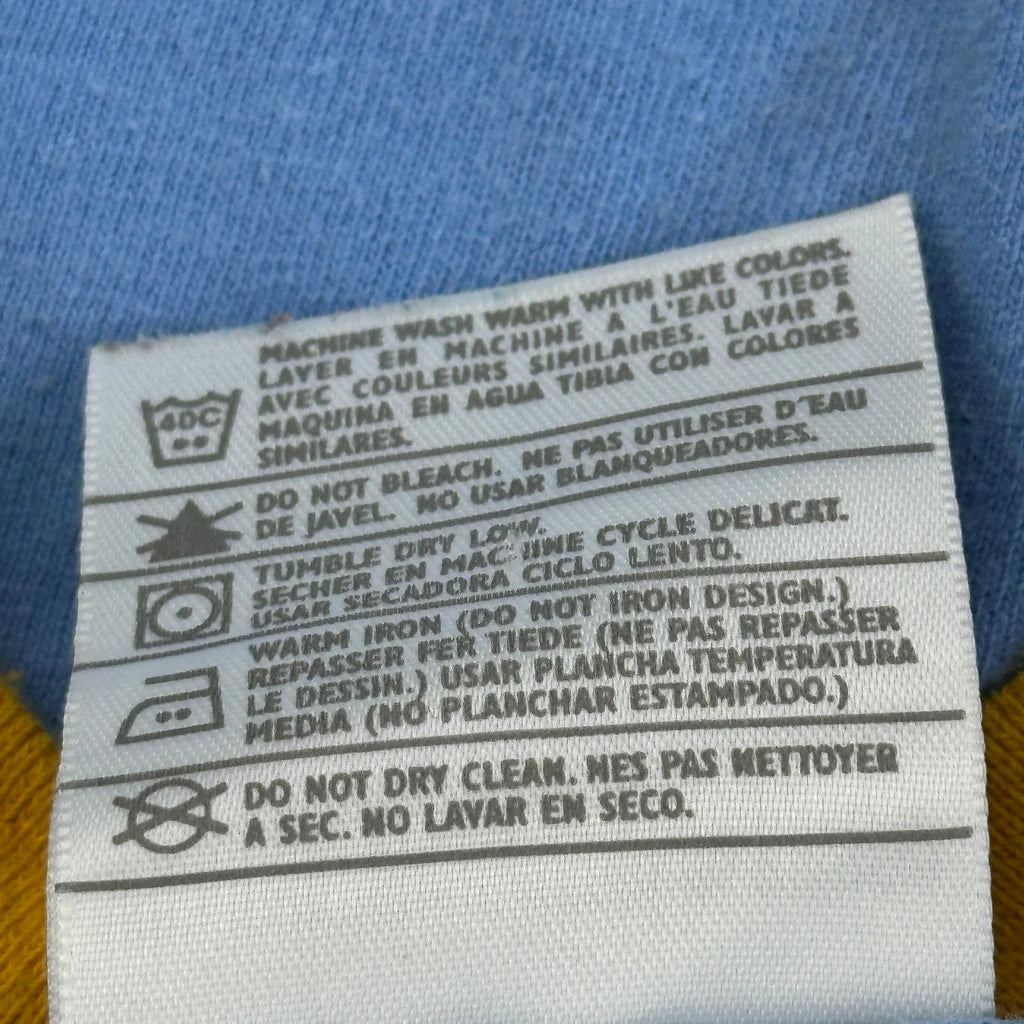 MACHINE WASH WARM WITH LIKE COLORS.
LAVER EN MACHINE A L'EAU TIEDE
AVEC COULEURS SIMILAIRES. LAVAR A
MAQUINA EN AGUA TIBIA CON COLORES
SIMILARES.
40C
DO NOT BLEACH. NE PAS UTILISER D'EAU
DE JAVEL. NO USAR BLANQUEADORES.
TUMBLE DRY LOW.
SECHER EN MACHINE CYCLE DELICAT.
USAR SECADORA CICLO LENTO.
WARM IRON (DO NOT IRON DESIGN.)
REPASSER FER TIEDE (NE PAS REPASSER
LE DESSIN.) USAR PLANCHA TEMPERATURA
MEDIA (NO PLANCHAR ESTAMPADO.)
DO NOT DRY CLEAN. NES PAS NETTOYER
A SEC. NO LAVAR EN SECO.